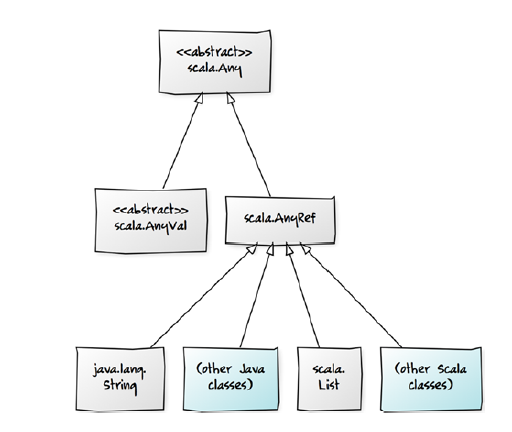 <<abstract>>
scala.Any
<<abstract>>
scala.AnyVal
scala.AnyRef
java.lang.
String
(other Java
classes)
scala.
List
(other Scala
classes)